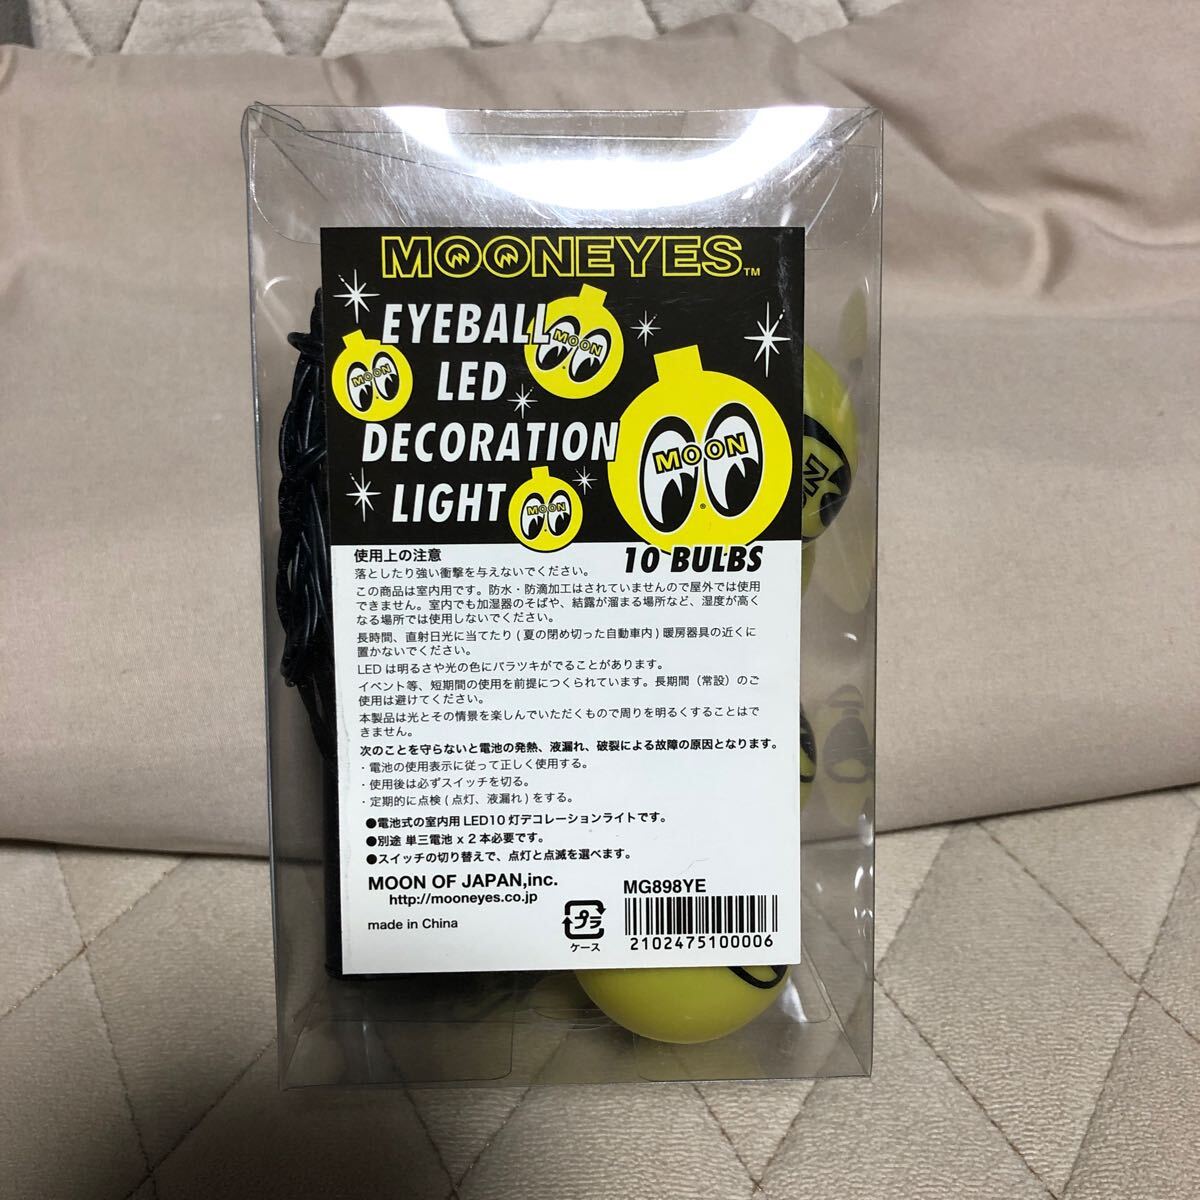 MOONEYES™
EYEBALL
LED
DECORATION
LIGHT
MOON
MOON
MOON
MOON
10 BULBS
使用上の注意
落としたり強い衝撃を与えないでください。
この商品は室内用です。防水・防滴加工はされていませんので屋外では使用
できません。室内でも加湿器のそばや、結露が溜まる場所など、湿度が高く
なる場所では使用しないでください。
長時間、直射日光に当てたり(夏の閉め切った自動車内)暖房器具の近くに
置かないでください。
LEDは明るさや光の色にバラツキがでることがあります。
イベント等、短期間の使用を前提につくられています。長期間（常設）のご
使用は避けてください。
本製品は光とその情景を楽しんでいただくもので周りを明るくすることはで
きません。
次のことを守らないと電池の発熱、液漏れ、破裂による故障の原因となります。
・電池の使用表示に従って正しく使用する。
・使用後は必ずスイッチを切る。
・定期的に点検(点灯、液漏れ)をする。
●電池式の室内用LED10灯デコレーションライトです。
●別途 単三電池 x 2本必要です。
●スイッチの切り替えで、点灯と点滅を選べます。
MOON OF JAPAN,inc.
http://mooneyes.co.jp
made in China
プラ
ケース
MG898YE
2102475100006